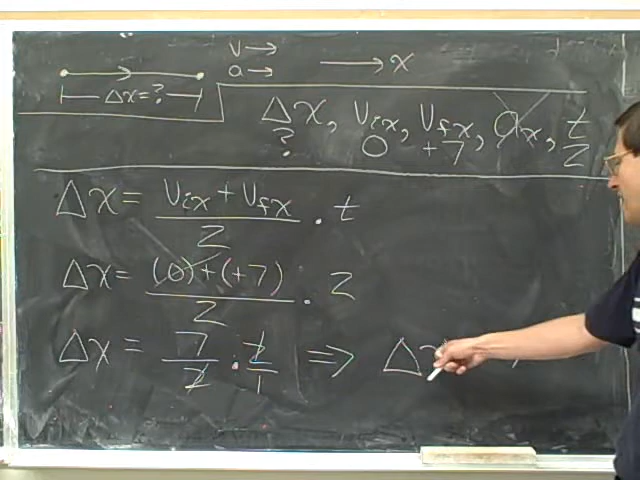 v→
a→
→x
Δx=?
Δx, v_ix, v_fx, a_x, t
? 0 +7 2
Δx = (v_ix + v_fx)/2 · t
Δx = ((0)+(+7))/2 · 2
Δx = 7/2 · 2/1 ⇒ Δx